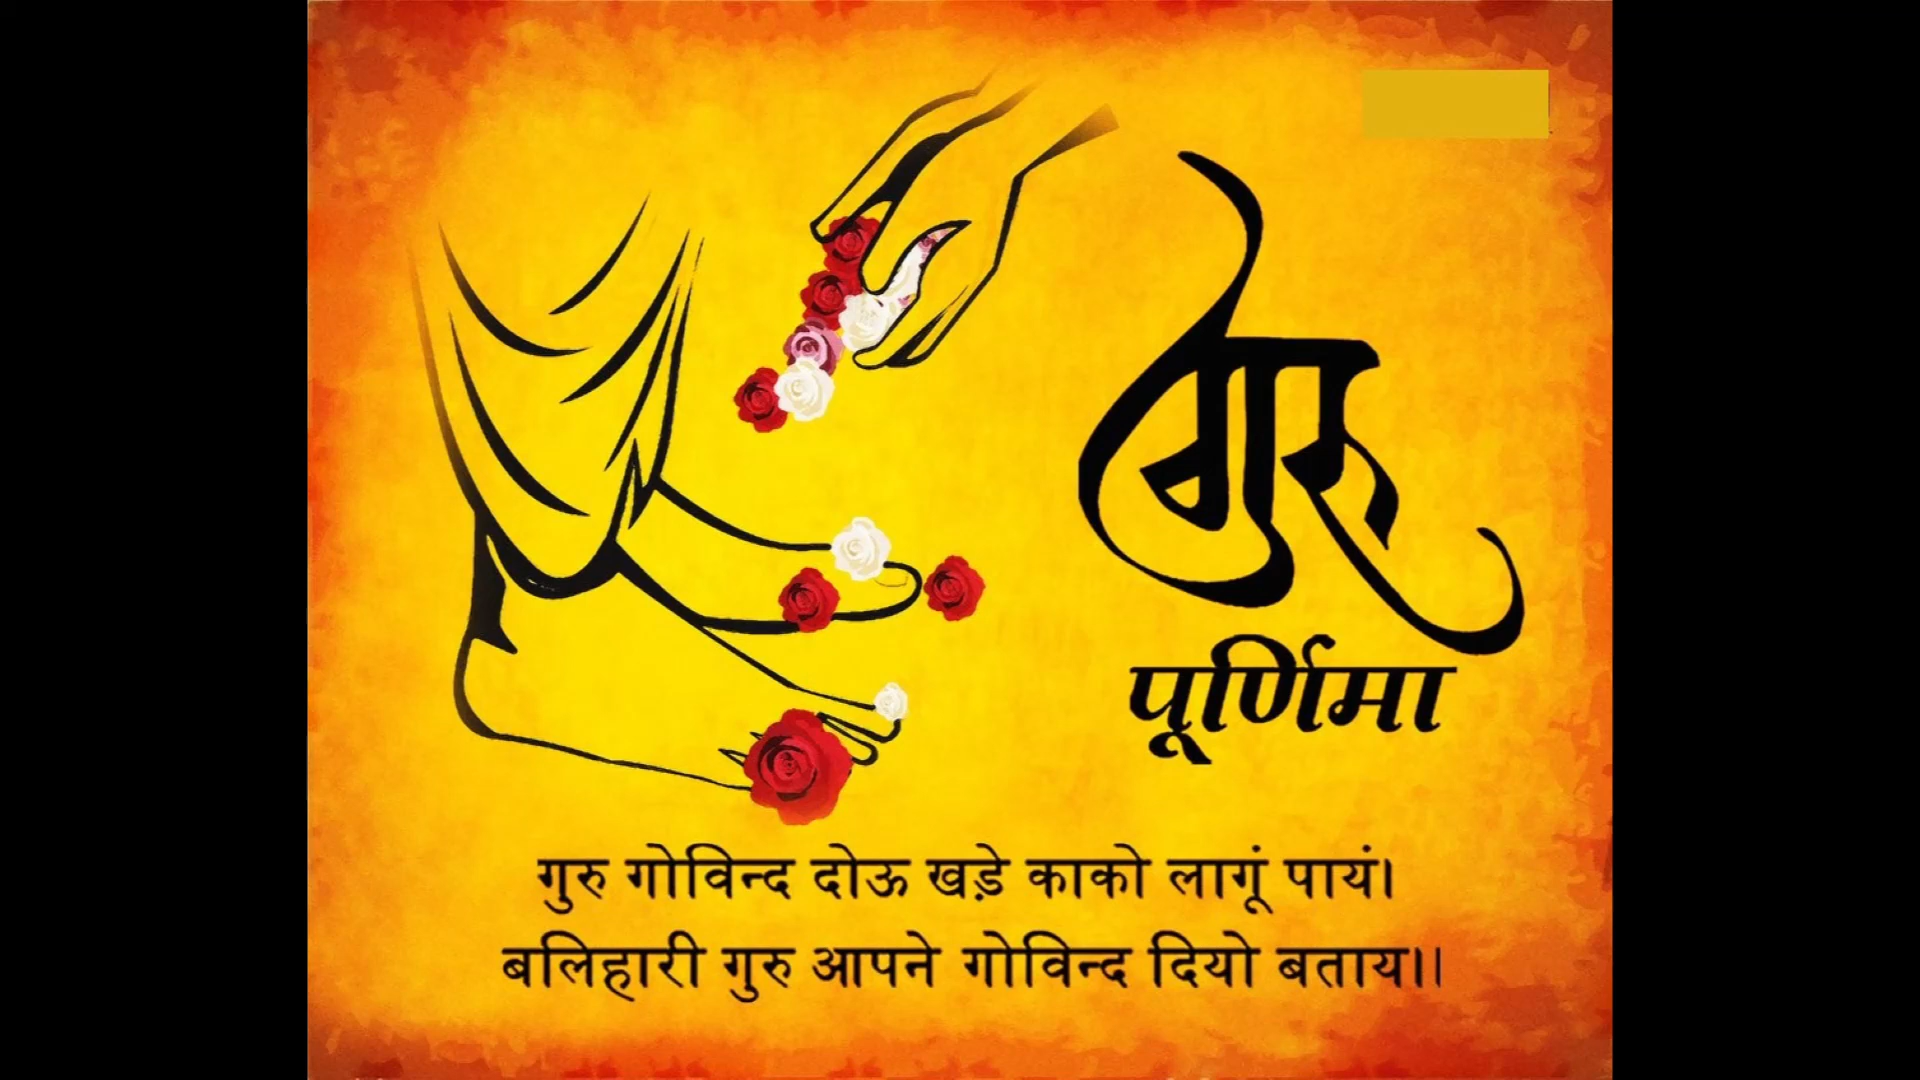 गुरु
पूर्णिमा
गुरु गोविन्द दोऊ खड़े काको लागूं पायं।
बलिहारी गुरु आपने गोविन्द दियो बताय।।